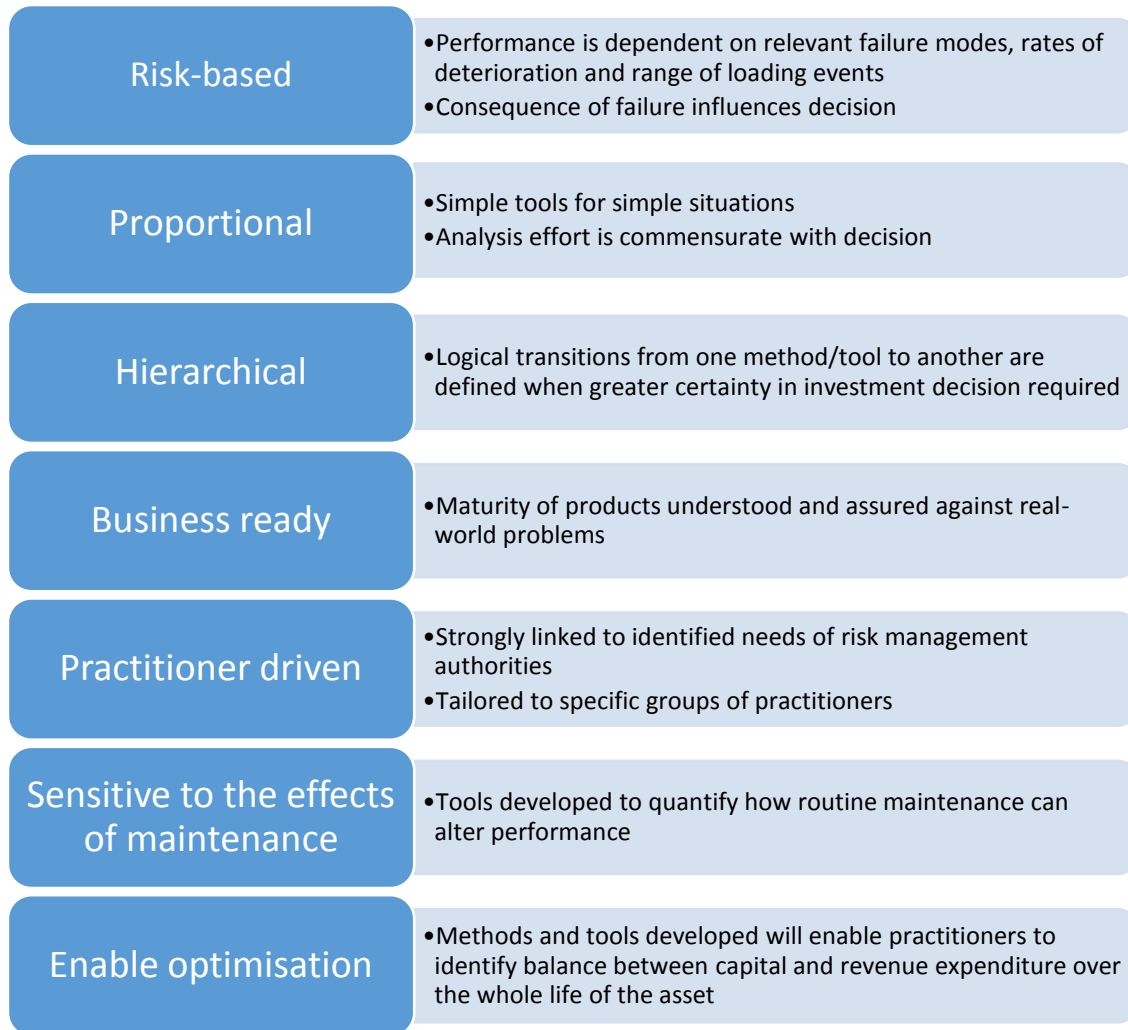 Risk-based
•Performance is dependent on relevant failure modes, rates of
deterioration and range of loading events
•Consequence of failure influences decision
Proportional
•Simple tools for simple situations
•Analysis effort is commensurate with decision
Hierarchical
•Logical transitions from one method/tool to another are
defined when greater certainty in investment decision required
Business ready
•Maturity of products understood and assured against real-
world problems
Practitioner driven
•Strongly linked to identified needs of risk management
authorities
•Tailored to specific groups of practitioners
Sensitive to the effects
of maintenance
•Tools developed to quantify how routine maintenance can
alter performance
Enable optimisation
•Methods and tools developed will enable practitioners to
identify balance between capital and revenue expenditure over
the whole life of the asset